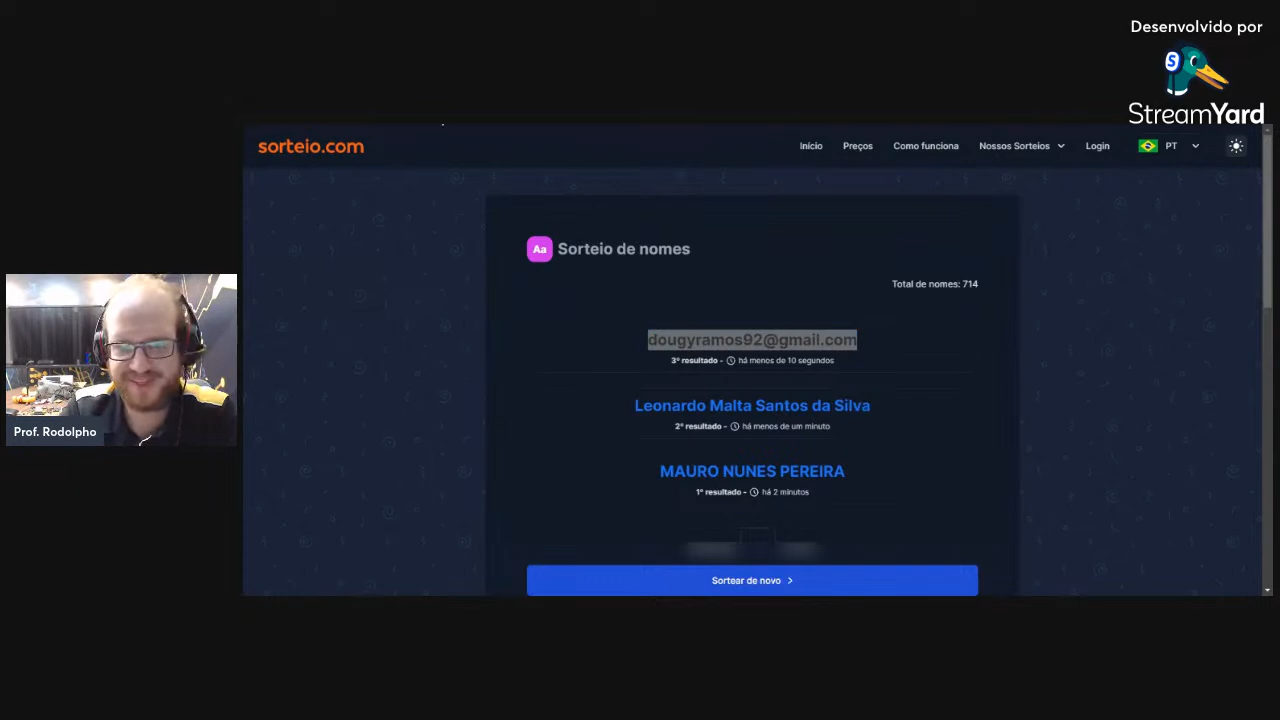 Desenvolvido por
StreamYard
sorteio.com
Início
Preços
Como funciona
Nossos Sorteios
Login
PT
Aa
Sorteio de nomes
Total de nomes: 714
dougyramos92@gmail.com
3º resultado - há menos de 10 segundos
Leonardo Malta Santos da Silva
2º resultado - há menos de um minuto
MAURO NUNES PEREIRA
1º resultado - há 2 minutos
Sortear de novo
Prof. Rodolpho